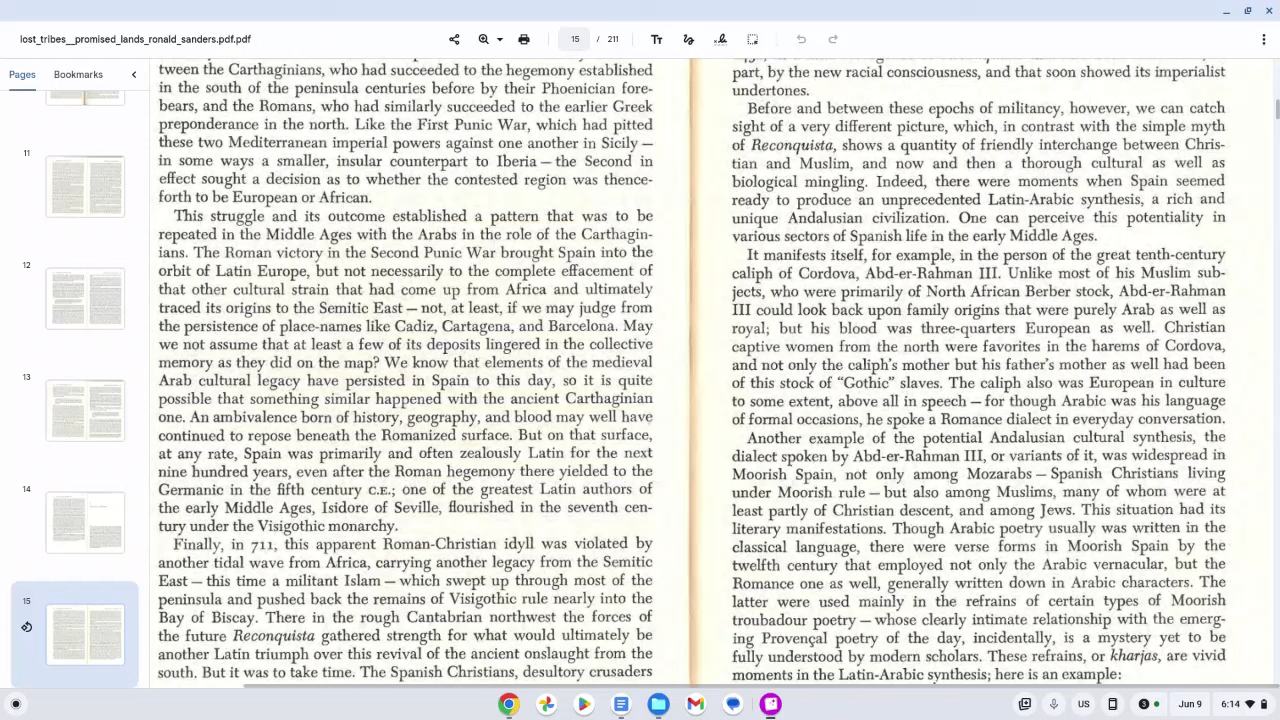 lost_tribes__promised_lands_ronald_sanders.pdf.pdf
15 / 211
Pages Bookmarks
11
12
13
14
15
tween the Carthaginians, who had succeeded to the hegemony established
in the south of the peninsula centuries before by their Phoenician fore-
bears, and the Romans, who had similarly succeeded to the earlier Greek
preponderance in the north. Like the First Punic War, which had pitted
these two Mediterranean imperial powers against one another in Sicily —
in some ways a smaller, insular counterpart to Iberia — the Second in
effect sought a decision as to whether the contested region was thence-
forth to be European or African.
This struggle and its outcome established a pattern that was to be
repeated in the Middle Ages with the Arabs in the role of the Carthagin-
ians. The Roman victory in the Second Punic War brought Spain into the
orbit of Latin Europe, but not necessarily to the complete effacement of
that other cultural strain that had come up from Africa and ultimately
traced its origins to the Semitic East — not, at least, if we may judge from
the persistence of place-names like Cadiz, Cartagena, and Barcelona. May
we not assume that at least a few of its deposits lingered in the collective
memory as they did on the map? We know that elements of the medieval
Arab cultural legacy have persisted in Spain to this day, so it is quite
possible that something similar happened with the ancient Carthaginian
one. An ambivalence born of history, geography, and blood may well have
continued to repose beneath the Romanized surface. But on that surface,
at any rate, Spain was primarily and often zealously Latin for the next
nine hundred years, even after the Roman hegemony there yielded to the
Germanic in the fifth century C.E.; one of the greatest Latin authors of
the early Middle Ages, Isidore of Seville, flourished in the seventh cen-
tury under the Visigothic monarchy.
Finally, in 711, this apparent Roman-Christian idyll was violated by
another tidal wave from Africa, carrying another legacy from the Semitic
East — this time a militant Islam — which swept up through most of the
peninsula and pushed back the remains of Visigothic rule nearly into the
Bay of Biscay. There in the rough Cantabrian northwest the forces of
the future Reconquista gathered strength for what would ultimately be
another Latin triumph over this revival of the ancient onslaught from the
south. But it was to take time. The Spanish Christians, desultory crusaders
part, by the new racial consciousness, and that soon showed its imperialist
undertones.
Before and between these epochs of militancy, however, we can catch
sight of a very different picture, which, in contrast with the simple myth
of Reconquista, shows a quantity of friendly interchange between Chris-
tian and Muslim, and now and then a thorough cultural as well as
biological mingling. Indeed, there were moments when Spain seemed
ready to produce an unprecedented Latin-Arabic synthesis, a rich and
unique Andalusian civilization. One can perceive this potentiality in
various sectors of Spanish life in the early Middle Ages.
It manifests itself, for example, in the person of the great tenth-century
caliph of Cordova, Abd-er-Rahman III. Unlike most of his Muslim sub-
jects, who were primarily of North African Berber stock, Abd-er-Rahman
III could look back upon family origins that were purely Arab as well as
royal; but his blood was three-quarters European as well. Christian
captive women from the north were favorites in the harems of Cordova,
and not only the caliph's mother but his father's mother as well had been
of this stock of "Gothic" slaves. The caliph also was European in culture
to some extent, above all in speech — for though Arabic was his language
of formal occasions, he spoke a Romance dialect in everyday conversation.
Another example of the potential Andalusian cultural synthesis, the
dialect spoken by Abd-er-Rahman III, or variants of it, was widespread in
Moorish Spain, not only among Mozarabs — Spanish Christians living
under Moorish rule — but also among Muslims, many of whom were at
least partly of Christian descent, and among Jews. This situation had its
literary manifestations. Though Arabic poetry usually was written in the
classical language, there were verse forms in Moorish Spain by the
twelfth century that employed not only the Arabic vernacular, but the
Romance one as well, generally written down in Arabic characters. The
latter were used mainly in the refrains of certain types of Moorish
troubadour poetry — whose clearly intimate relationship with the emerg-
ing Provençal poetry of the day, incidentally, is a mystery yet to be
fully understood by modern scholars. These refrains, or kharjas, are vivid
moments in the Latin-Arabic synthesis; here is an example:
US
3
Jun 9
6:14